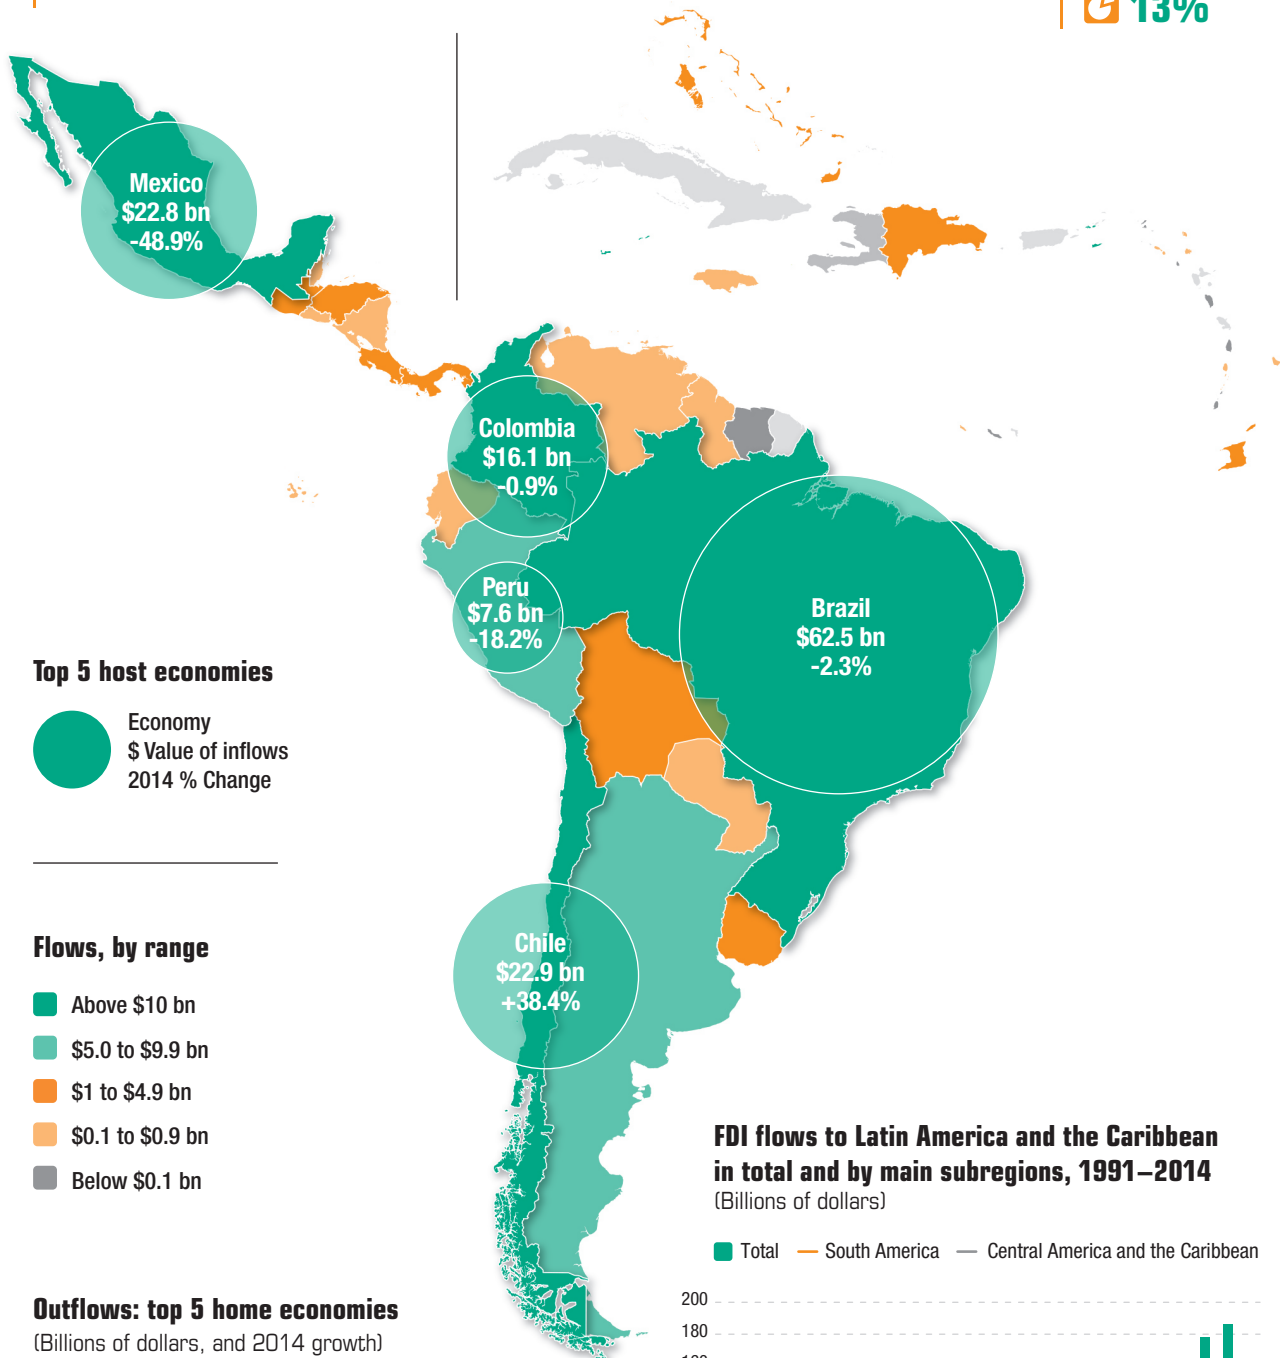 13%
Mexico
$22.8 bn
-48.9%
Colombia
$16.1 bn
-0.9%
Peru
$7.6 bn
-18.2%
Brazil
$62.5 bn
-2.3%
Top 5 host economies
Economy
$ Value of inflows
2014 % Change
Chile
$22.9 bn
+38.4%
Flows, by range
Above $10 bn
$5.0 to $9.9 bn
$1 to $4.9 bn
$0.1 to $0.9 bn
Below $0.1 bn
FDI flows to Latin America and the Caribbean
in total and by main subregions, 1991–2014
(Billions of dollars)
Total
South America
Central America and the Caribbean
200
180
Outflows: top 5 home economies
(Billions of dollars, and 2014 growth)